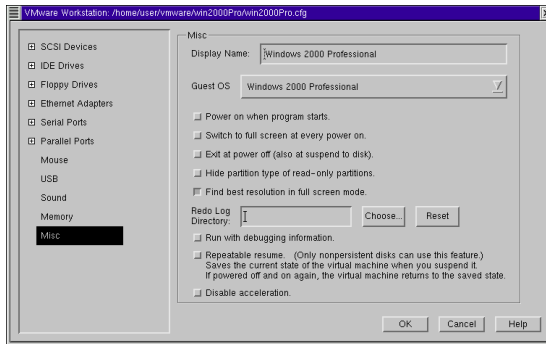 VMware Workstation: /home/user/vmware/win2000Pro/win2000Pro.cfg
SCSI Devices
IDE Drives
Floppy Drives
Ethernet Adapters
Serial Ports
Parallel Ports
Mouse
USB
Sound
Memory
Misc
Misc
Display Name: Windows 2000 Professional
Guest OS Windows 2000 Professional
Power on when program starts.
Switch to full screen at every power on.
Exit at power off (also at suspend to disk).
Hide partition type of read-only partitions.
Find best resolution in full screen mode.
Redo Log
Directory: Choose... Reset
Run with debugging information.
Repeatable resume. (Only nonpersistent disks can use this feature.)
Saves the current state of the virtual machine when you suspend it.
If powered off and on again, the virtual machine returns to the saved state.
Disable acceleration.
OK Cancel Help